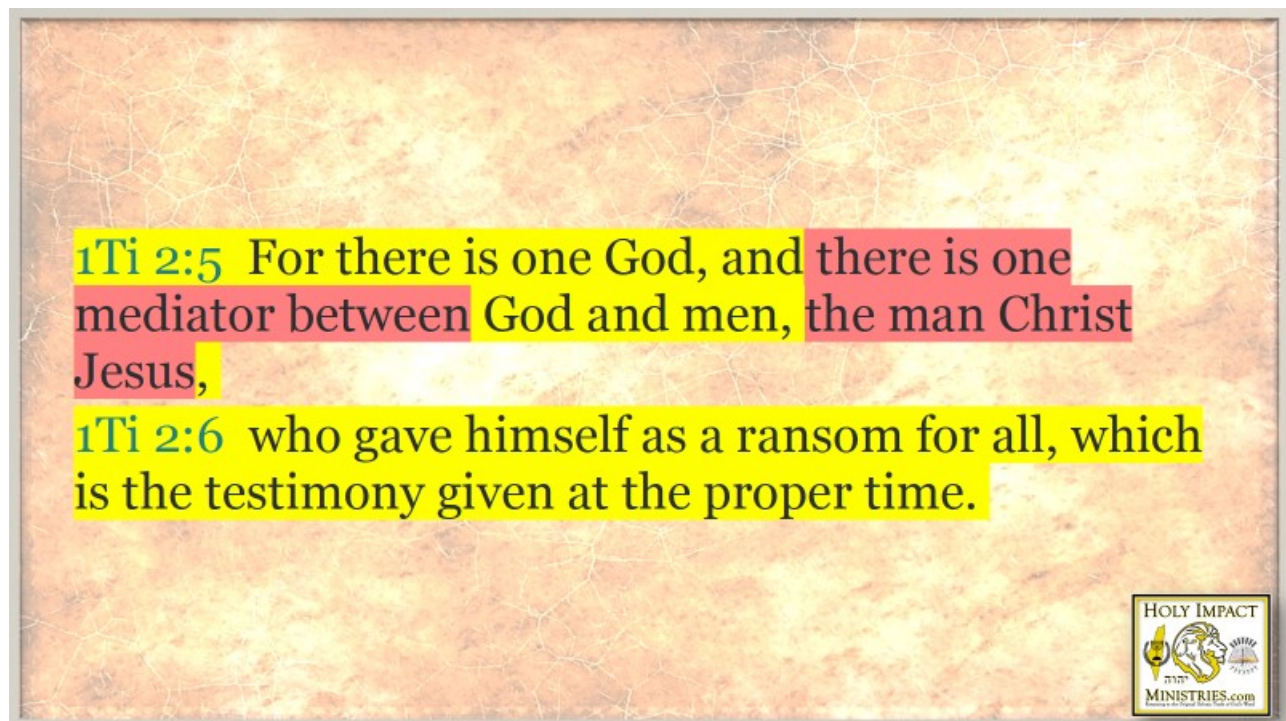 1Ti 2:5 For there is one God, and there is one
mediator between God and men, the man Christ
Jesus,
1Ti 2:6 who gave himself as a ransom for all, which
is the testimony given at the proper time.
HOLY IMPACT
יהוה
MINISTRIES.com